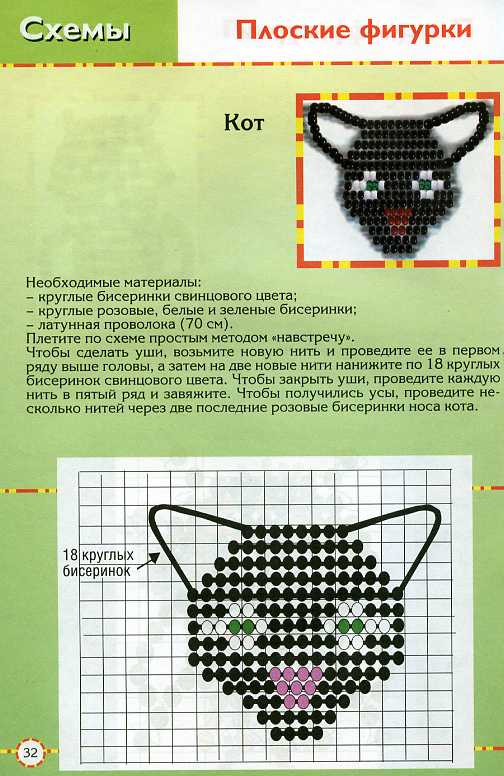 Схемы
Плоские фигурки
Кот
Необходимые материалы:
– круглые бисеринки свинцового цвета;
– круглые розовые, белые и зеленые бисеринки;
– латунная проволока (70 см).
Плетите по схеме простым методом «навстречу».
Чтобы сделать уши, возьмите новую нить и проведите ее в первом
ряду выше головы, а затем на две новые нити нанижите по 18 круглых
бисеринок свинцового цвета. Чтобы закрыть уши, проведите каждую
нить в пятый ряд и завяжите. Чтобы получились усы, проведите не-
сколько нитей через две последние розовые бисеринки носа кота.
18 круглых
бисеринок
32